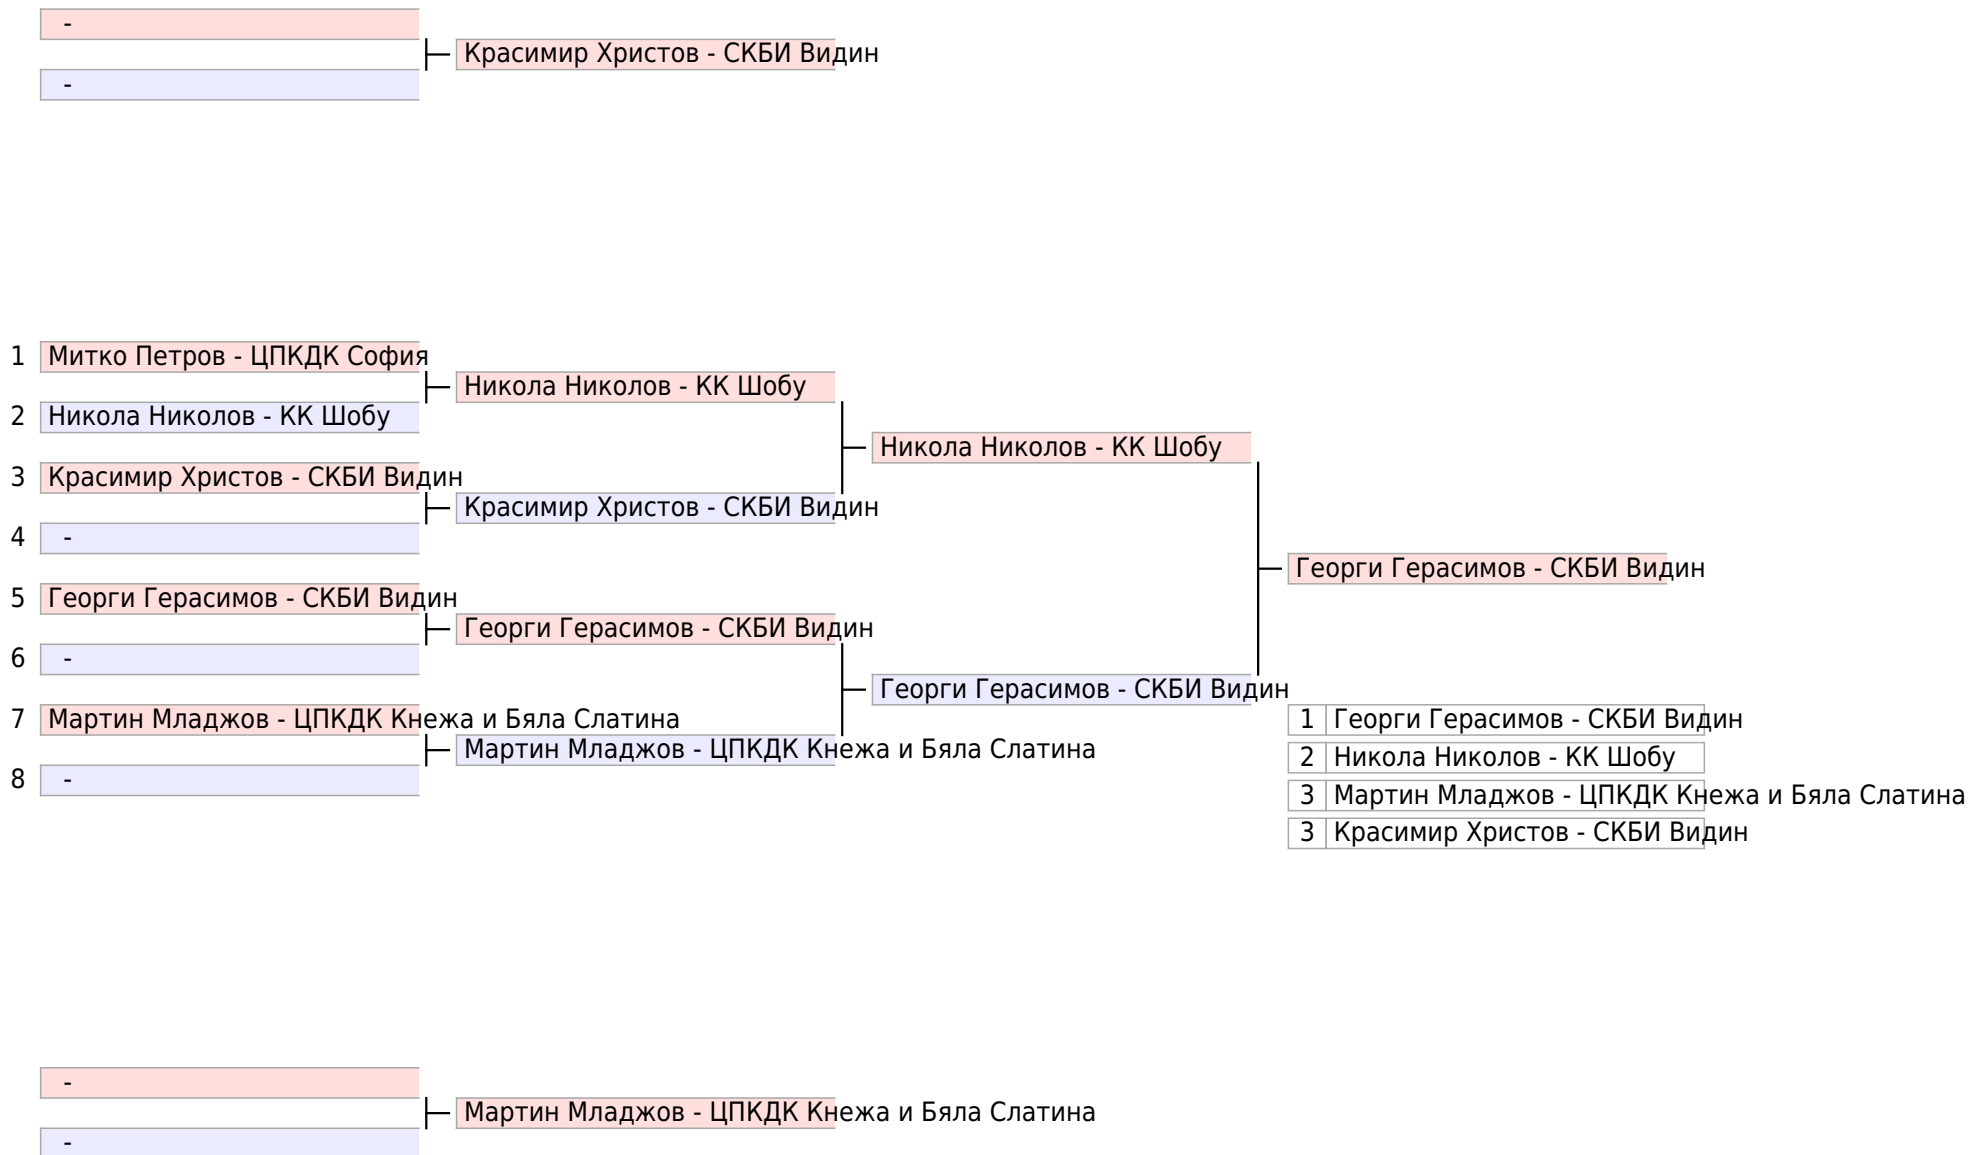 -
Красимир Христов - СКБИ Видин
-
1 Митко Петров - ЦПКДК София
Никола Николов - КК Шобу
2 Никола Николов - КК Шобу
Никола Николов - КК Шобу
3 Красимир Христов - СКБИ Видин
Красимир Христов - СКБИ Видин
4 -
Георги Герасимов - СКБИ Видин
5 Георги Герасимов - СКБИ Видин
Георги Герасимов - СКБИ Видин
6 -
Георги Герасимов - СКБИ Видин
7 Мартин Младжов - ЦПКДК Кнежа и Бяла Слатина
Мартин Младжов - ЦПКДК Кнежа и Бяла Слатина
8 -
1 Георги Герасимов - СКБИ Видин
2 Никола Николов - КК Шобу
3 Мартин Младжов - ЦПКДК Кнежа и Бяла Слатина
3 Красимир Христов - СКБИ Видин
-
Мартин Младжов - ЦПКДК Кнежа и Бяла Слатина
-